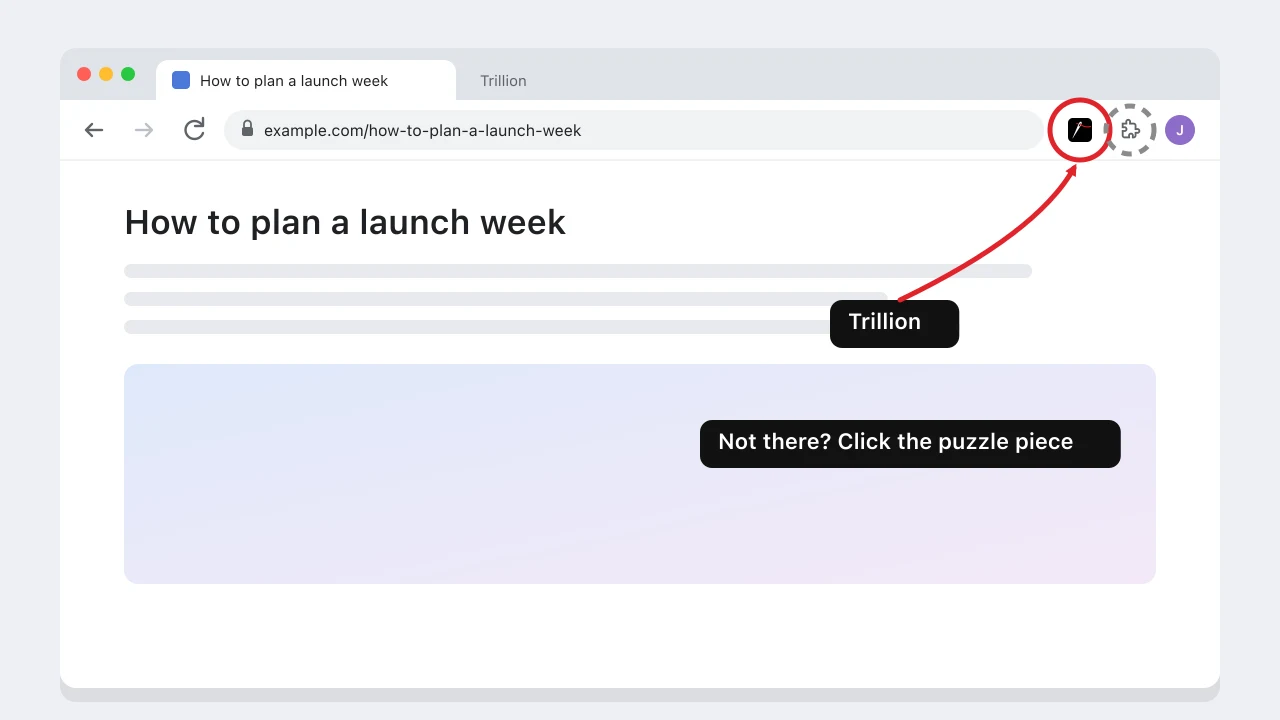 How to plan a launch week
Trillion
example.com/how-to-plan-a-launch-week
J
How to plan a launch week
Trillion
Not there? Click the puzzle piece